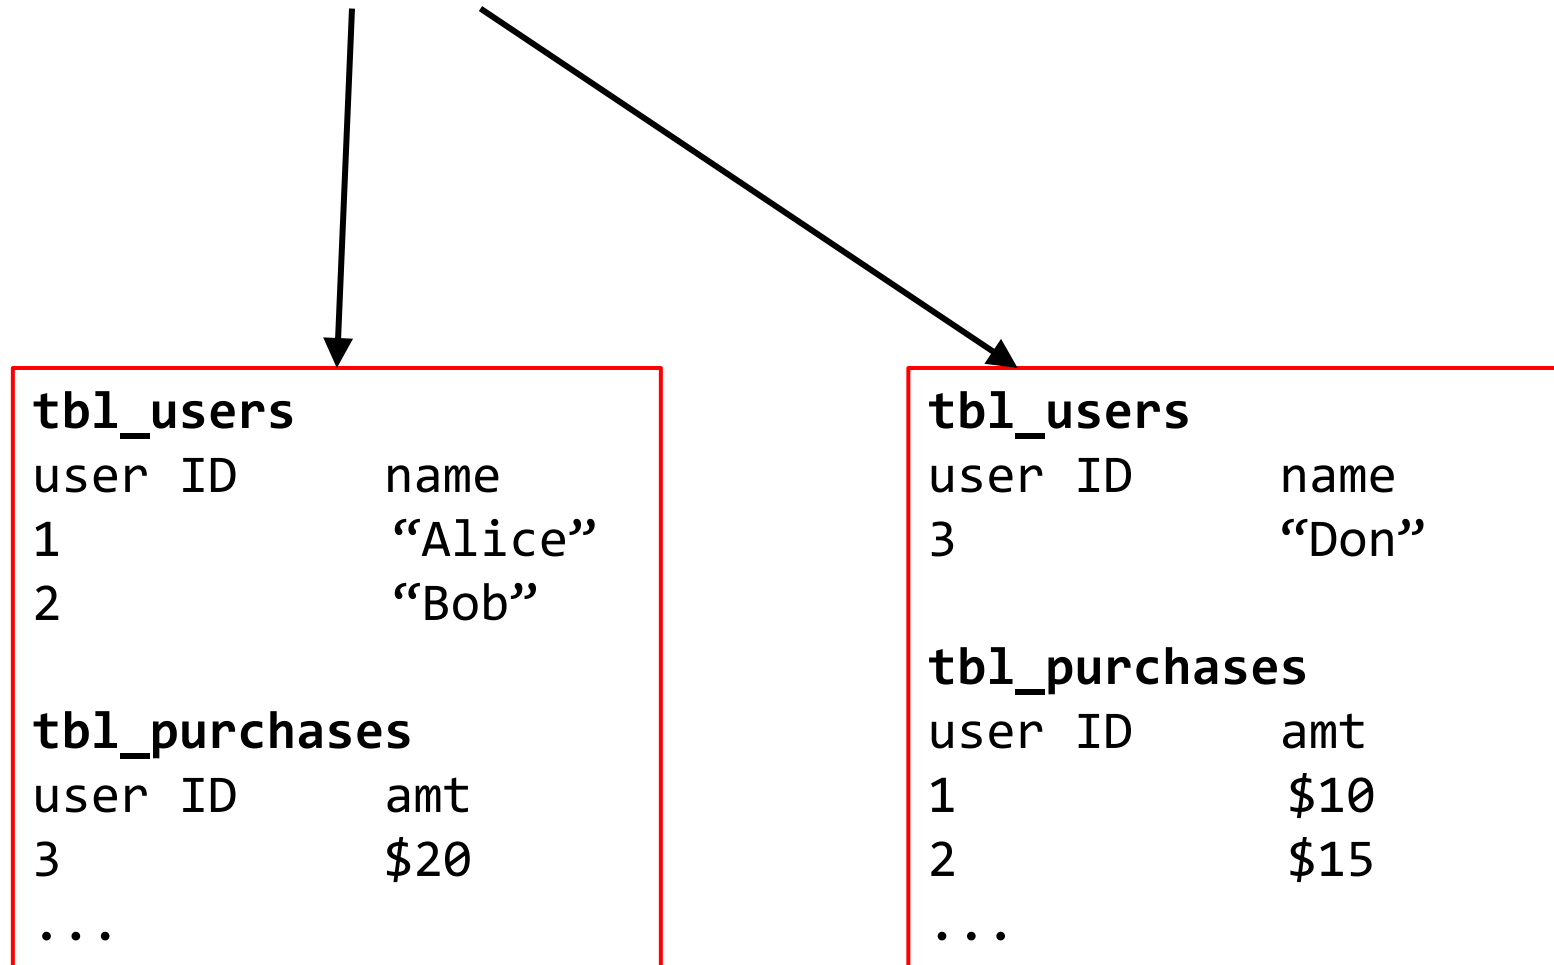 tbl_users
user ID name
1 “Alice”
2 “Bob”
tbl_purchases
user ID amt
3 $20
...
tbl_users
user ID name
3 “Don”
tbl_purchases
user ID amt
1 $10
2 $15
...